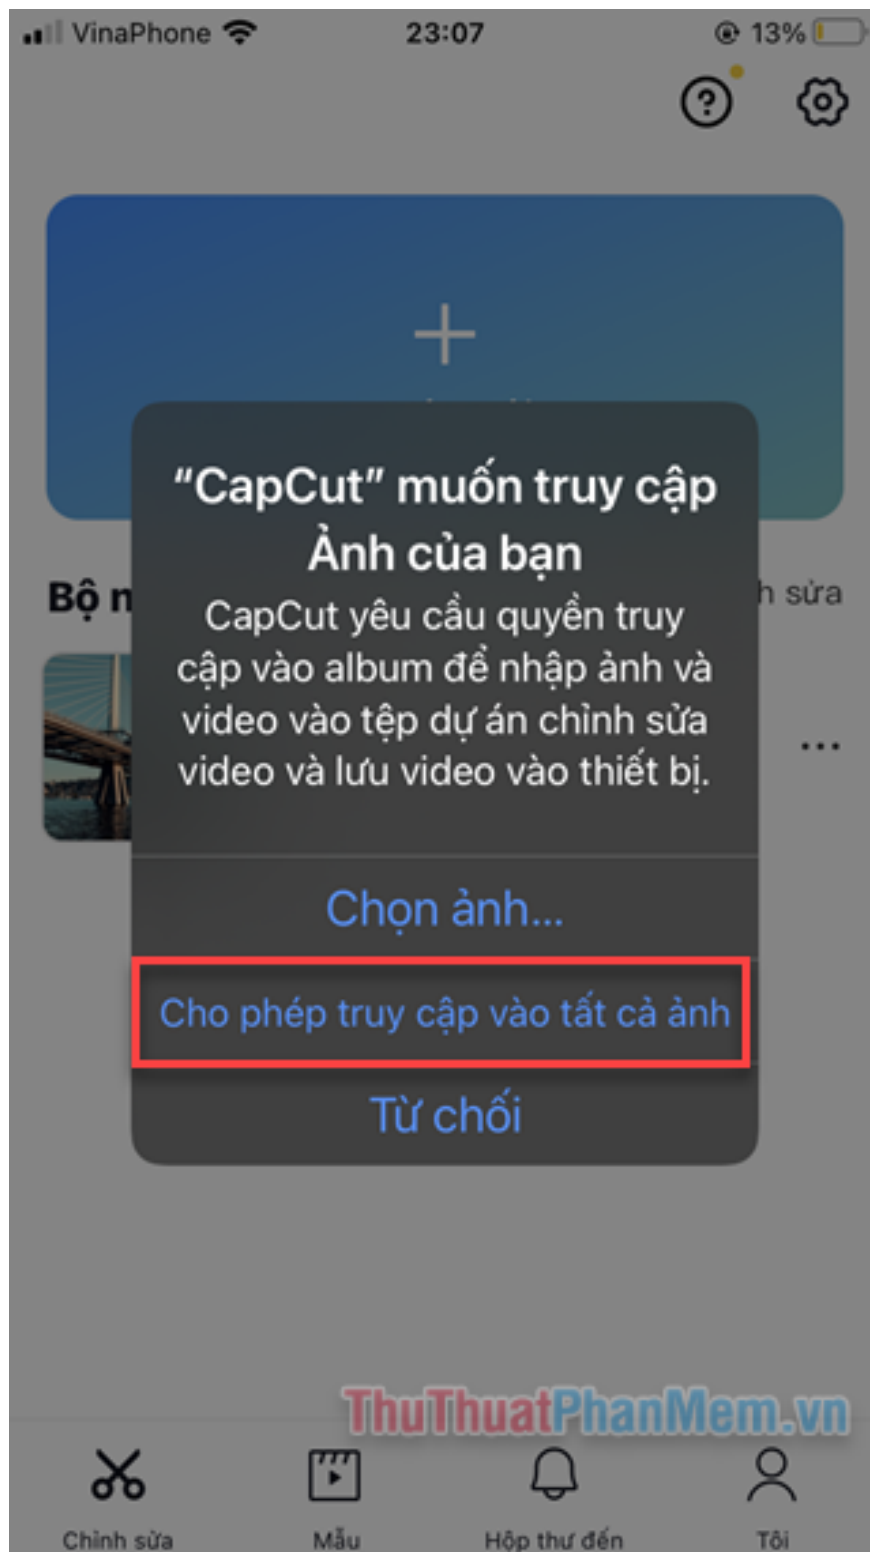 VinaPhone 23:07 13%
“CapCut” muốn truy cập
Ảnh của bạn
Bộ
sửa
CapCut yêu cầu quyền truy
cập vào album để nhập ảnh và
video vào tệp dự án chỉnh sửa
video và lưu video vào thiết bị.
Chọn ảnh...
Cho phép truy cập vào tất cả ảnh
Từ chối
ThuThuatPhanMem.vn
Chỉnh sửa Mẫu Hộp thư đến Tôi